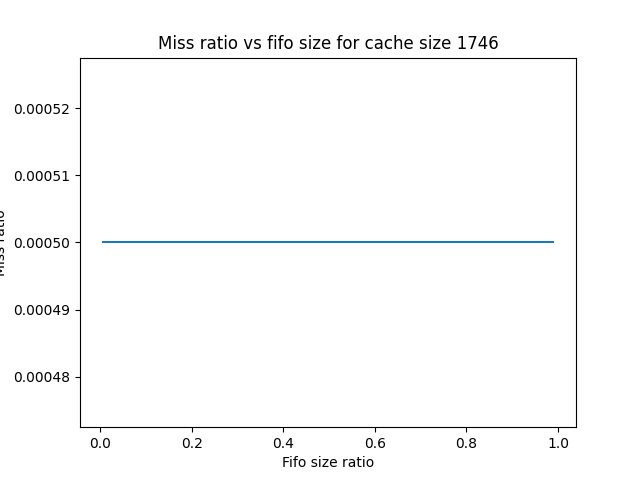 Miss ratio vs fifo size for cache size 1746
0.00052
0.00051
0.00050
0.00049
0.00048
Miss ratio
0.0 0.2 0.4 0.6 0.8 1.0
Fifo size ratio